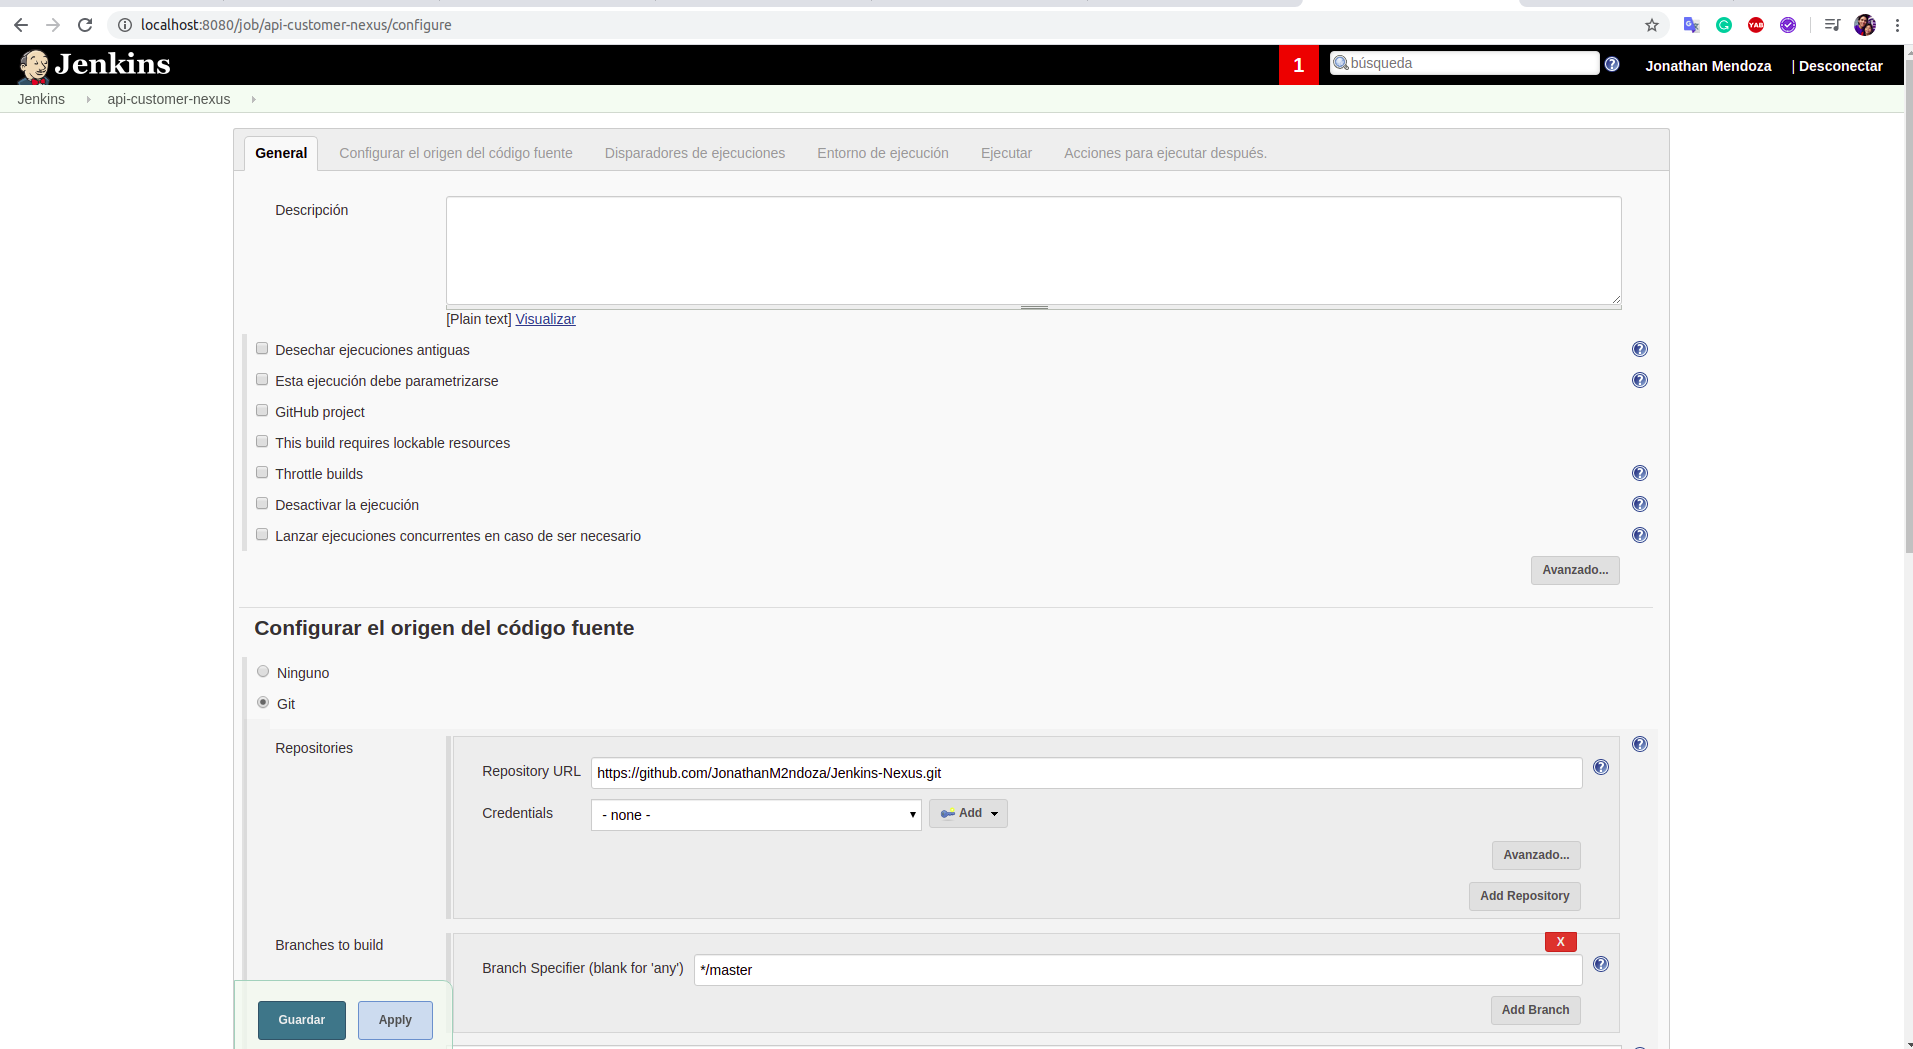 localhost:8080/job/api-customer-nexus/configure
YAB
Jenkins
1
búsqueda
Jonathan Mendoza
| Desconectar
Jenkins
api-customer-nexus
General
Configurar el origen del código fuente
Disparadores de ejecuciones
Entorno de ejecución
Ejecutar
Acciones para ejecutar después.
Descripción
[Plain text] Visualizar
Desechar ejecuciones antiguas
Esta ejecución debe parametrizarse
GitHub project
This build requires lockable resources
Throttle builds
Desactivar la ejecución
Lanzar ejecuciones concurrentes en caso de ser necesario
Avanzado...
Configurar el origen del código fuente
Ninguno
Git
Repositories
Repository URL
https://github.com/JonathanM2ndoza/Jenkins-Nexus.git
Credentials
- none -
Add
Avanzado...
Add Repository
Branches to build
X
Branch Specifier (blank for 'any')
*/master
Add Branch
Guardar
Apply